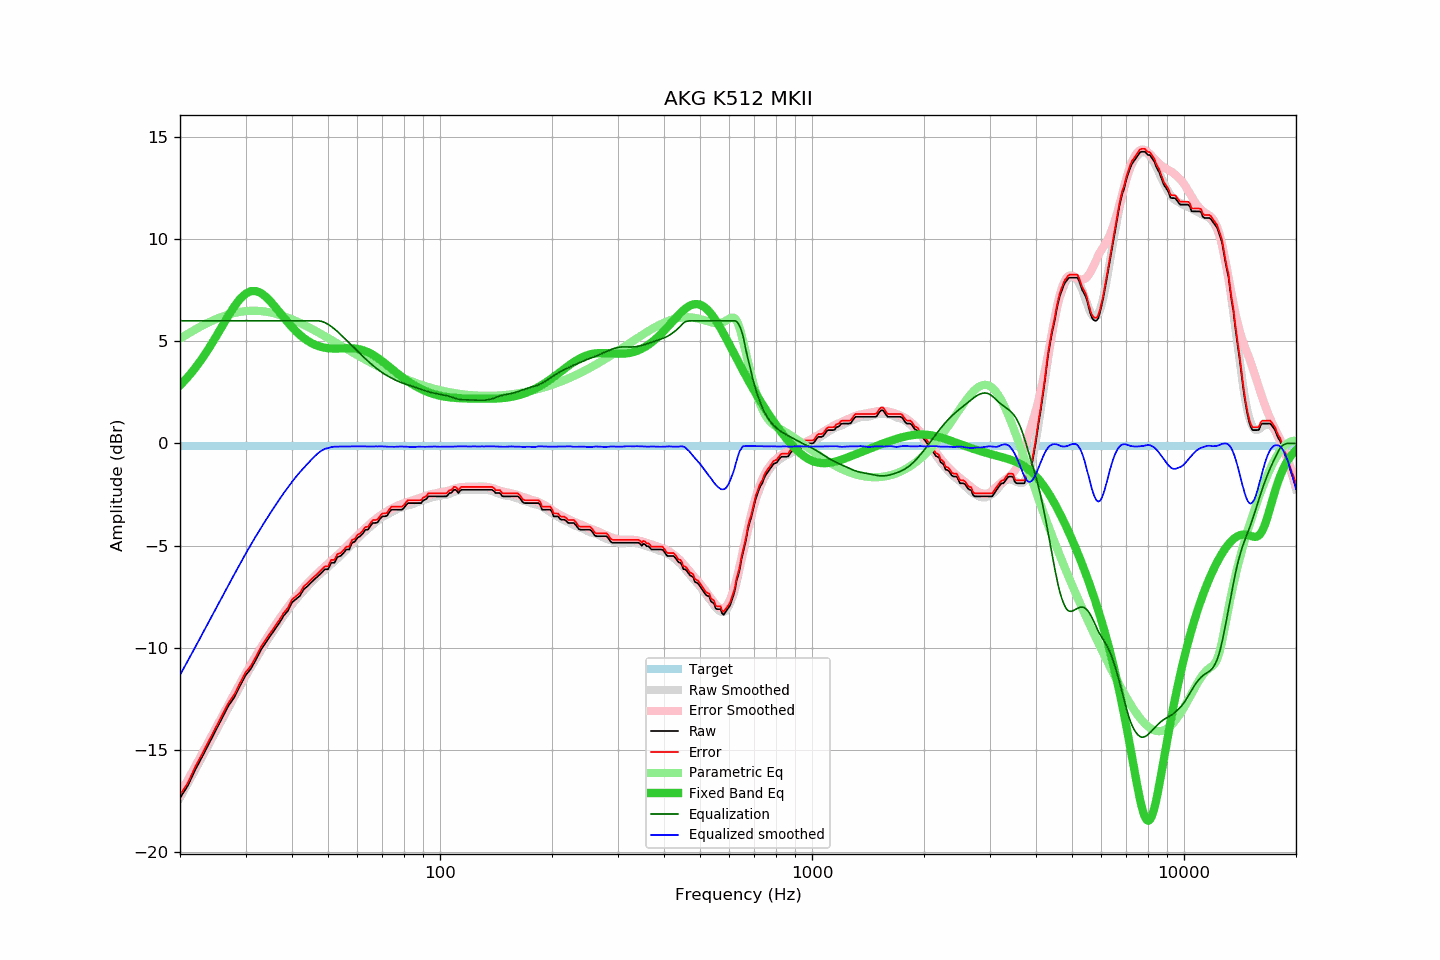 AKG K512 MKII
15
10
5
0
−5
−10
−15
−20
Amplitude (dBr)
Target
Raw Smoothed
Error Smoothed
Raw
Error
Parametric Eq
Fixed Band Eq
Equalization
Equalized smoothed
100 1000 10000
Frequency (Hz)